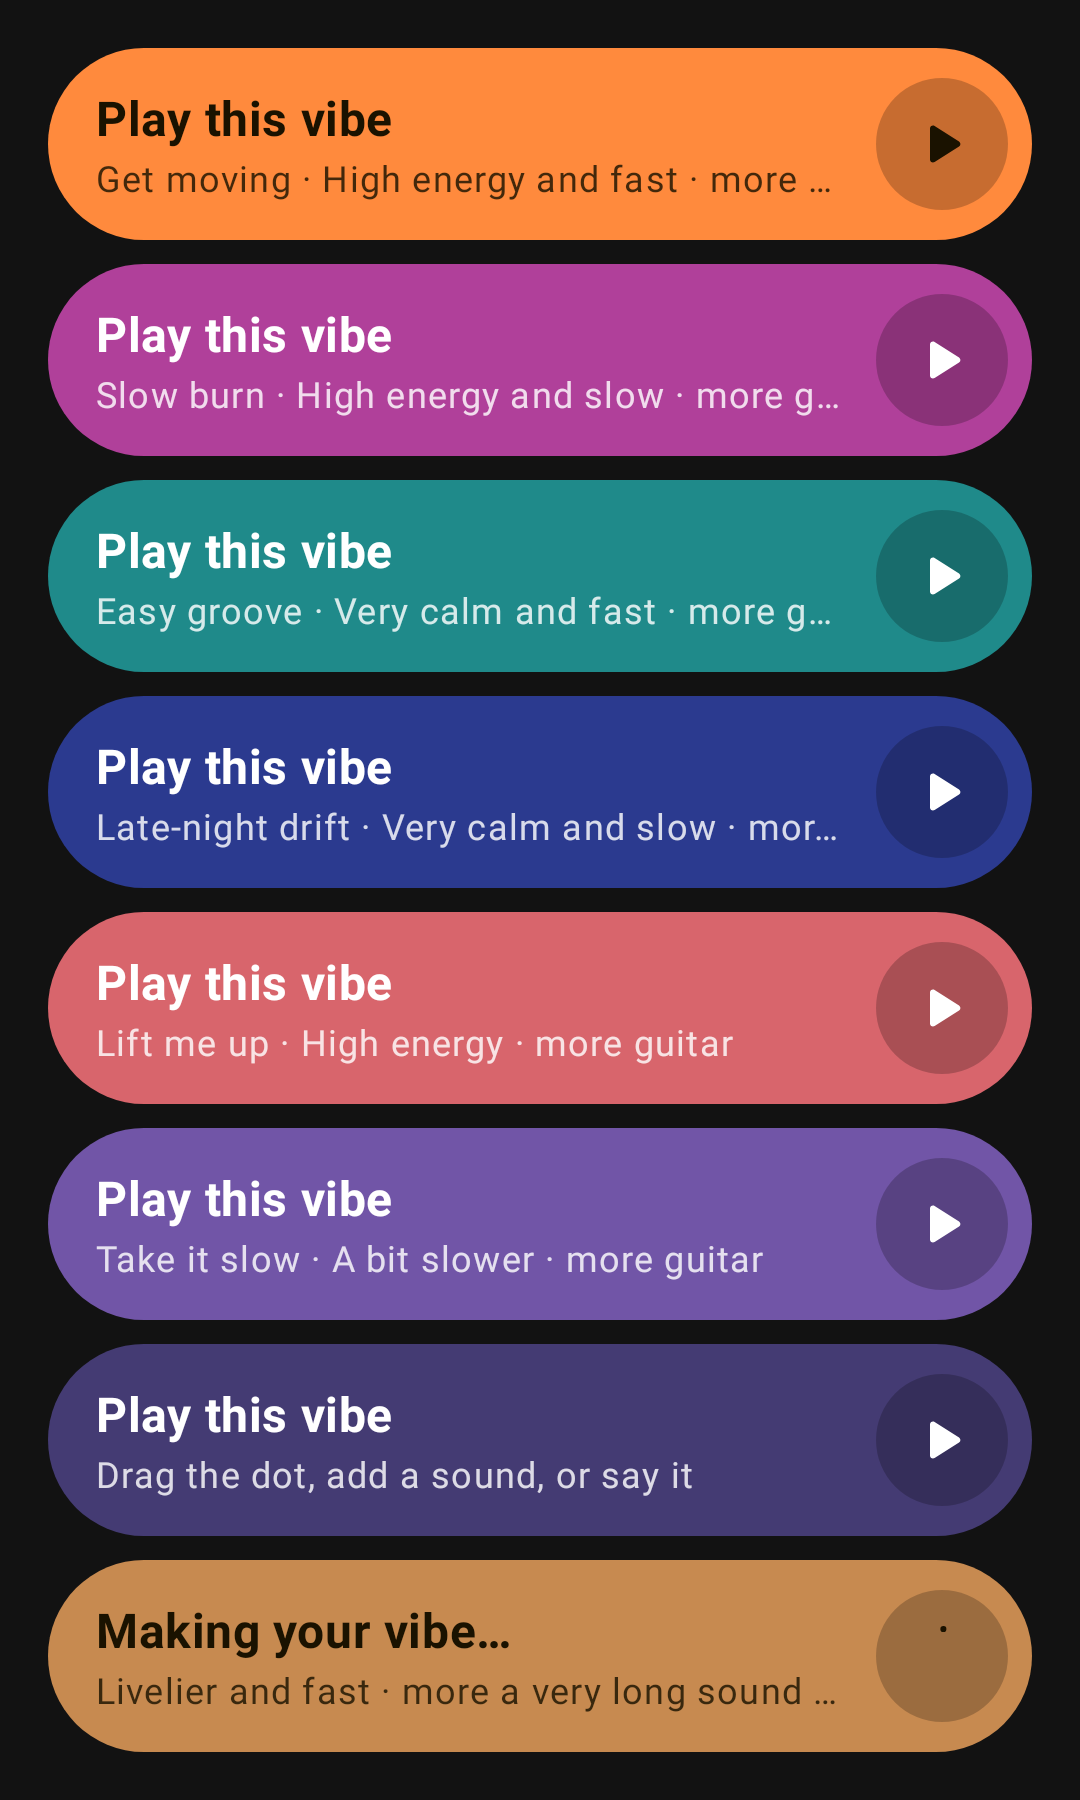 Play this vibe
Get moving · High energy and fast · more …
Play this vibe
Slow burn · High energy and slow · more g…
Play this vibe
Easy groove · Very calm and fast · more g…
Play this vibe
Late-night drift · Very calm and slow · mor…
Play this vibe
Lift me up · High energy · more guitar
Play this vibe
Take it slow · A bit slower · more guitar
Play this vibe
Drag the dot, add a sound, or say it
Making your vibe…
Livelier and fast · more a very long sound …